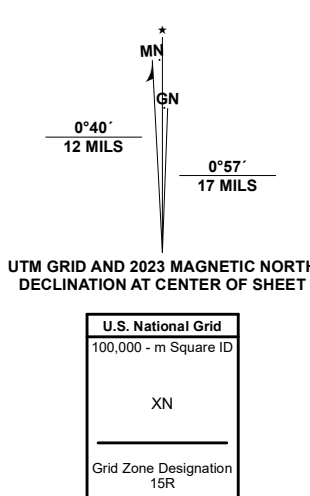 MN
GN
0°40´
12 MILS
0°57´
17 MILS
UTM GRID AND 2023 MAGNETIC NORTH
DECLINATION AT CENTER OF SHEET
U.S. National Grid
100,000 - m Square ID
XN
Grid Zone Designation
15R